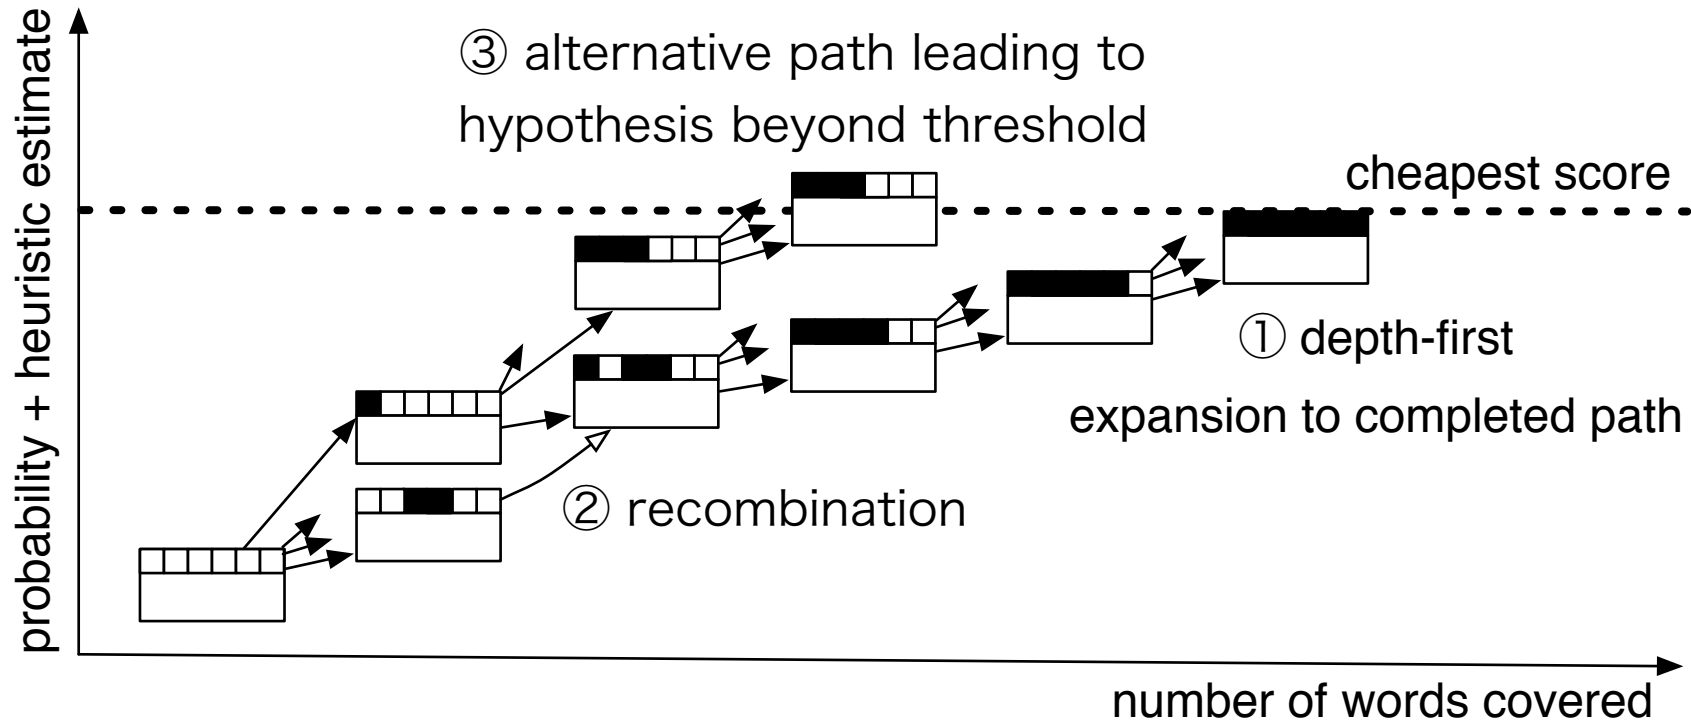 probability + heuristic estimate
③ alternative path leading to
hypothesis beyond threshold
cheapest score
① depth-first
expansion to completed path
② recombination
number of words covered